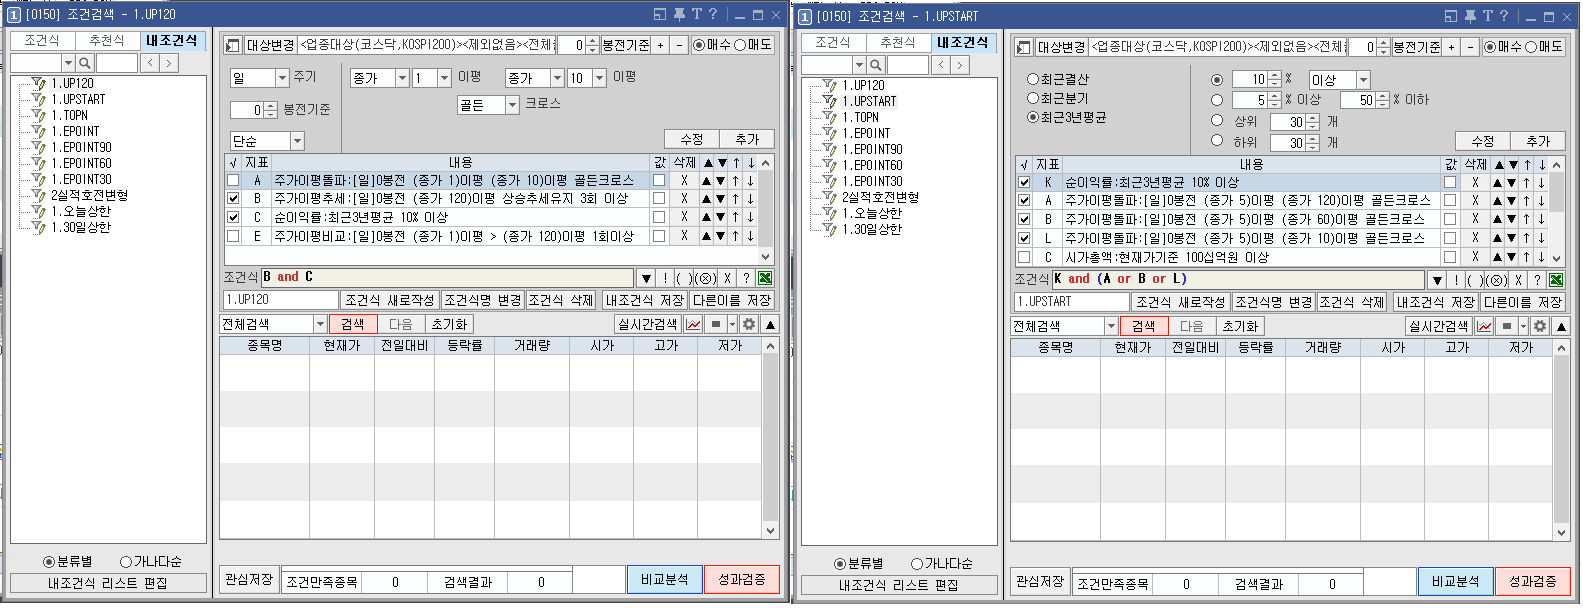 [0150] 조건검색 - 1.UP120
조건식 추천식 내조건식
1.UP120
1.UPSTART
1.TOPN
1.EPOINT
1.EPOINT90
1.EPOINT60
1.EPOINT30
2실적호전변형
1.오늘상한
1.30일상한
분류별 가나다순
내조건식 리스트 편집
대상변경 <업종대상(코스닥,KOSPI200)><제외없음><전체 0 봉전기준 + - 매수 매도
일 주기 종가 1 이평 종가 10 이평
0 봉전기준 골든 크로스
단순
수정 추가
√ 지표 내용 값 삭제 ▲ ▼ ↑ ↓
A 주가이평돌파:[일]0봉전 (종가 1)이평 (종가 10)이평 골든크로스 X ▲ ▼ ↑ ↓
B 주가이평추세:[일]0봉전 (종가 120)이평 상승추세유지 3회 이상 X ▲ ▼ ↑ ↓
C 순이익률:최근3년평균 10% 이상 X ▲ ▼ ↑ ↓
E 주가이평비교:[일]0봉전 (종가 1)이평 > (종가 120)이평 1회이상 X ▲ ▼ ↑ ↓
조건식 B and C ▼ ! ( ) (⊗) X ?
1.UP120 조건식 새로작성 조건식명 변경 조건식 삭제 내조건식 저장 다른이름 저장
전체검색 검색 다음 초기화 실시간검색 ▲
종목명 현재가 전일대비 등락률 거래량 시가 고가 저가
관심저장 조건만족종목 0 검색결과 0 비교분석 성과검증
[0150] 조건검색 - 1.UPSTART
조건식 추천식 내조건식
1.UP120
1.UPSTART
1.TOPN
1.EPOINT
1.EPOINT90
1.EPOINT60
1.EPOINT30
2실적호전변형
1.오늘상한
1.30일상한
분류별 가나다순
내조건식 리스트 편집
대상변경 <업종대상(코스닥,KOSPI200)><제외없음><전체 0 봉전기준 + - 매수 매도
최근결산 10 % 이상
최근분기 5 % 이상 50 % 이하
최근3년평균 상위 30 개
하위 30 개
수정 추가
√ 지표 내용 값 삭제 ▲ ▼ ↑ ↓
K 순이익률:최근3년평균 10% 이상 X ▲ ▼ ↑ ↓
A 주가이평돌파:[일]0봉전 (종가 5)이평 (종가 120)이평 골든크로스 X ▲ ▼ ↑ ↓
B 주가이평돌파:[일]0봉전 (종가 5)이평 (종가 60)이평 골든크로스 X ▲ ▼ ↑ ↓
L 주가이평돌파:[일]0봉전 (종가 5)이평 (종가 10)이평 골든크로스 X ▲ ▼ ↑ ↓
C 시가총액:현재가기준 100십억원 이상 X ▲ ▼ ↑ ↓
조건식 K and (A or B or L) ▼ ! ( ) (⊗) X ?
1.UPSTART 조건식 새로작성 조건식명 변경 조건식 삭제 내조건식 저장 다른이름 저장
전체검색 검색 다음 초기화 실시간검색 ▲
종목명 현재가 전일대비 등락률 거래량 시가 고가 저가
관심저장 조건만족종목 0 검색결과 0 비교분석 성과검증